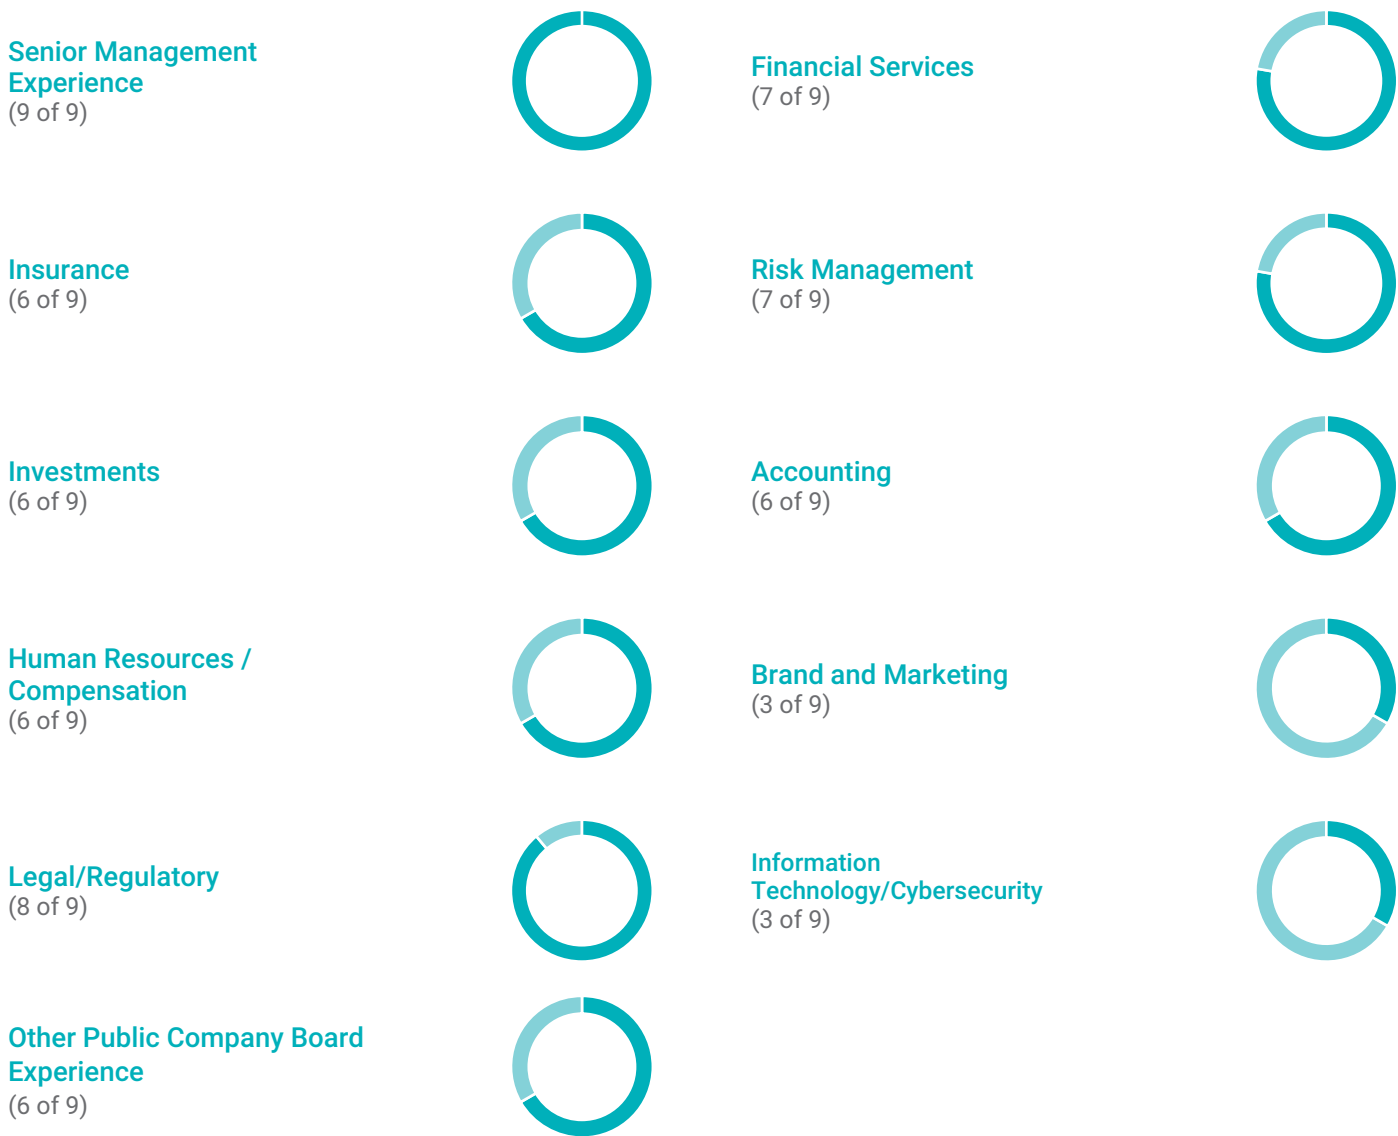 Senior Management
Experience
(9 of 9)
Financial Services
(7 of 9)
Insurance
(6 of 9)
Risk Management
(7 of 9)
Investments
(6 of 9)
Accounting
(6 of 9)
Human Resources /
Compensation
(6 of 9)
Brand and Marketing
(3 of 9)
Legal/Regulatory
(8 of 9)
Information
Technology/Cybersecurity
(3 of 9)
Other Public Company Board
Experience
(6 of 9)